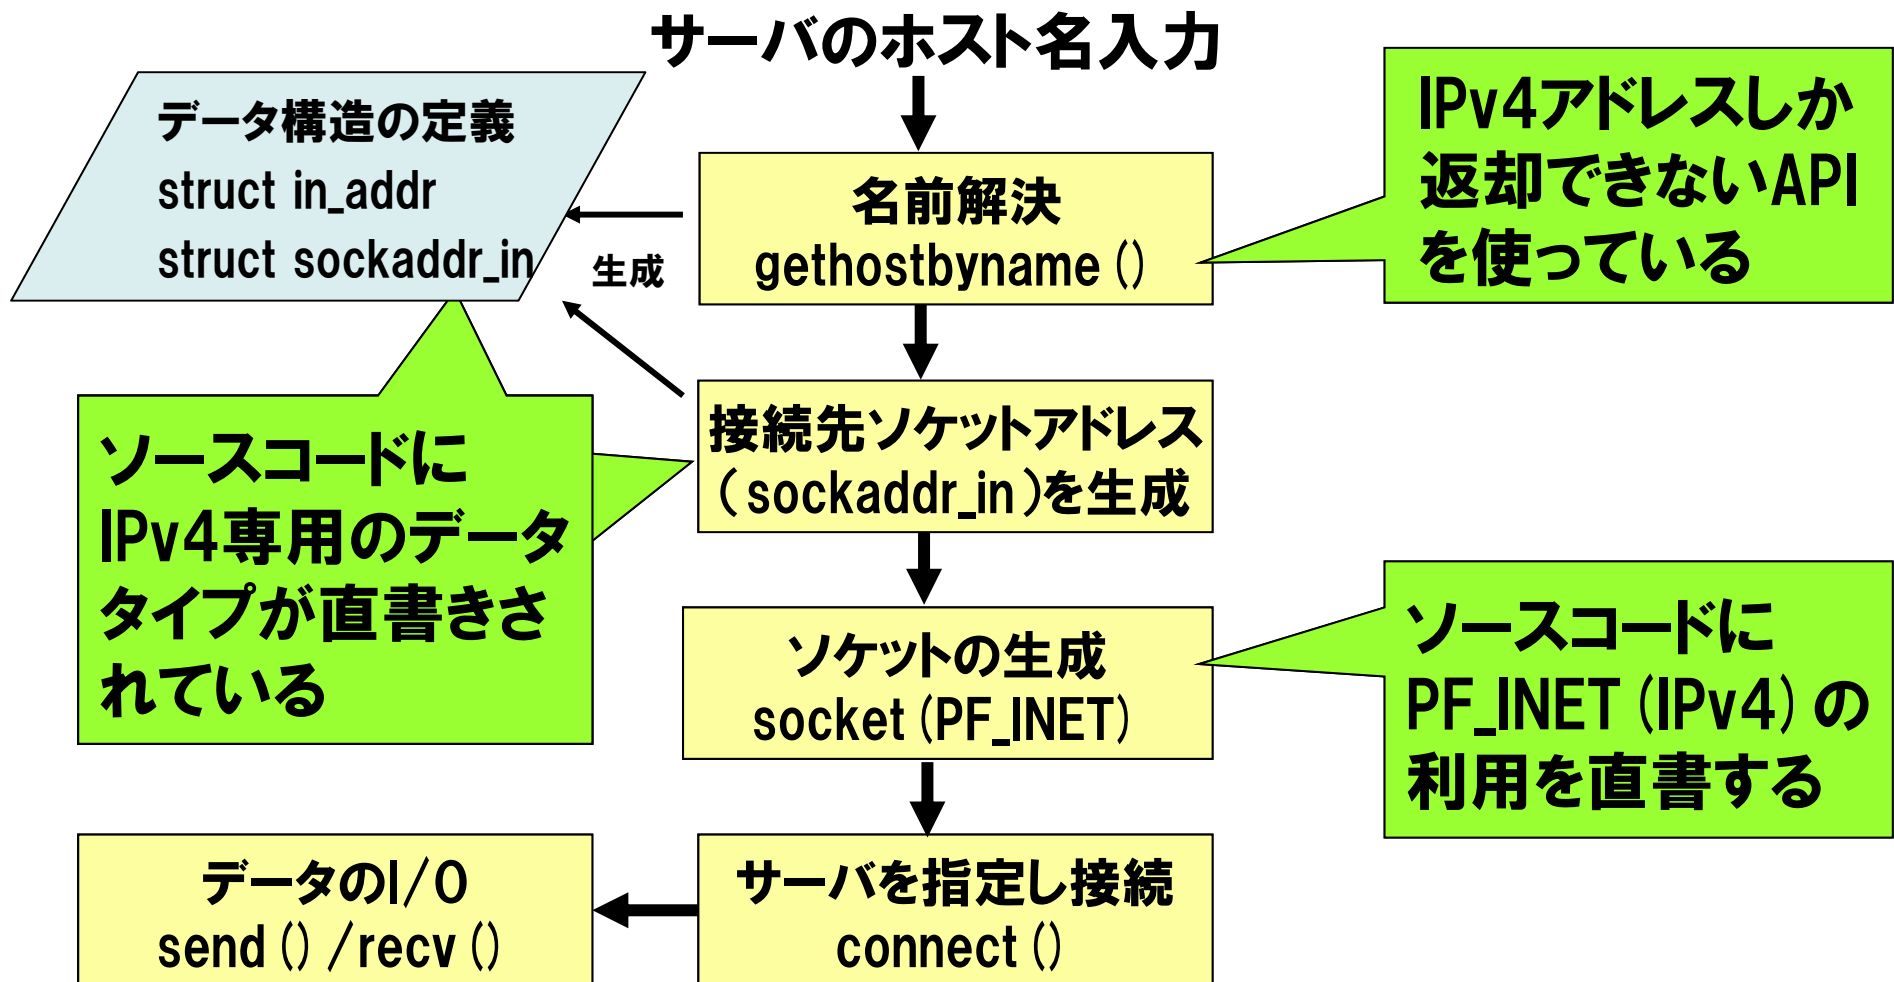 サーバのホスト名入力
データ構造の定義
struct in_addr
struct sockaddr_in
生成
名前解決
gethostbyname()
IPv4アドレスしか
返却できないAPI
を使っている
接続先ソケットアドレス
(sockaddr_in)を生成
ソースコードに
IPv4専用のデータ
タイプが直書きさ
れている
ソケットの生成
socket(PF_INET)
ソースコードに
PF_INET(IPv4)の
利用を直書する
サーバを指定し接続
connect()
データのI/O
send()/recv()